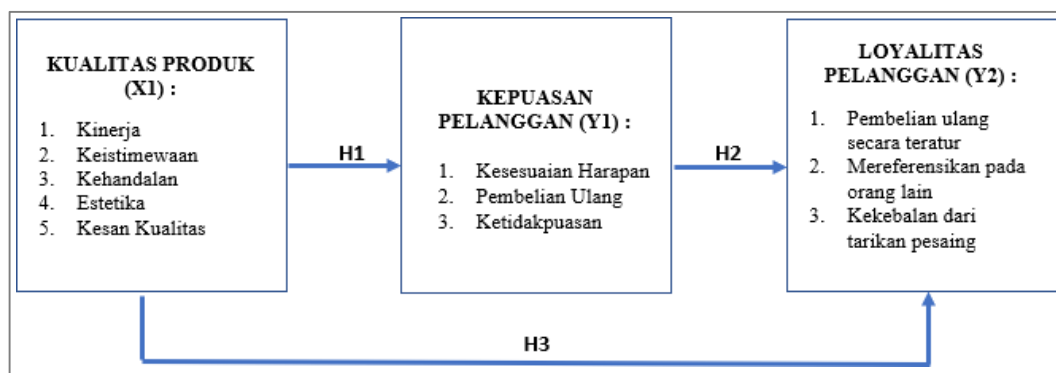 KUALITAS PRODUK
(X1) :
1. Kinerja
2. Keistimewaan
3. Kehandalan
4. Estetika
5. Kesan Kualitas
H1
KEPUASAN
PELANGGAN (Y1) :
1. Kesesuaian Harapan
2. Pembelian Ulang
3. Ketidakpuasan
H2
LOYALITAS
PELANGGAN (Y2) :
1. Pembelian ulang
secara teratur
2. Mereferensikan pada
orang lain
3. Kekebalan dari
tarikan pesaing
H3